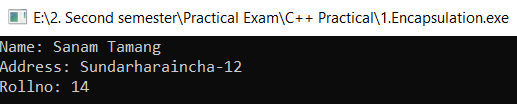 E:\2. Second semester\Practical Exam\C++ Practical\1.Encapsulation.exe
Name: Sanam Tamang
Address: Sundarharaincha-12
Rollno: 14